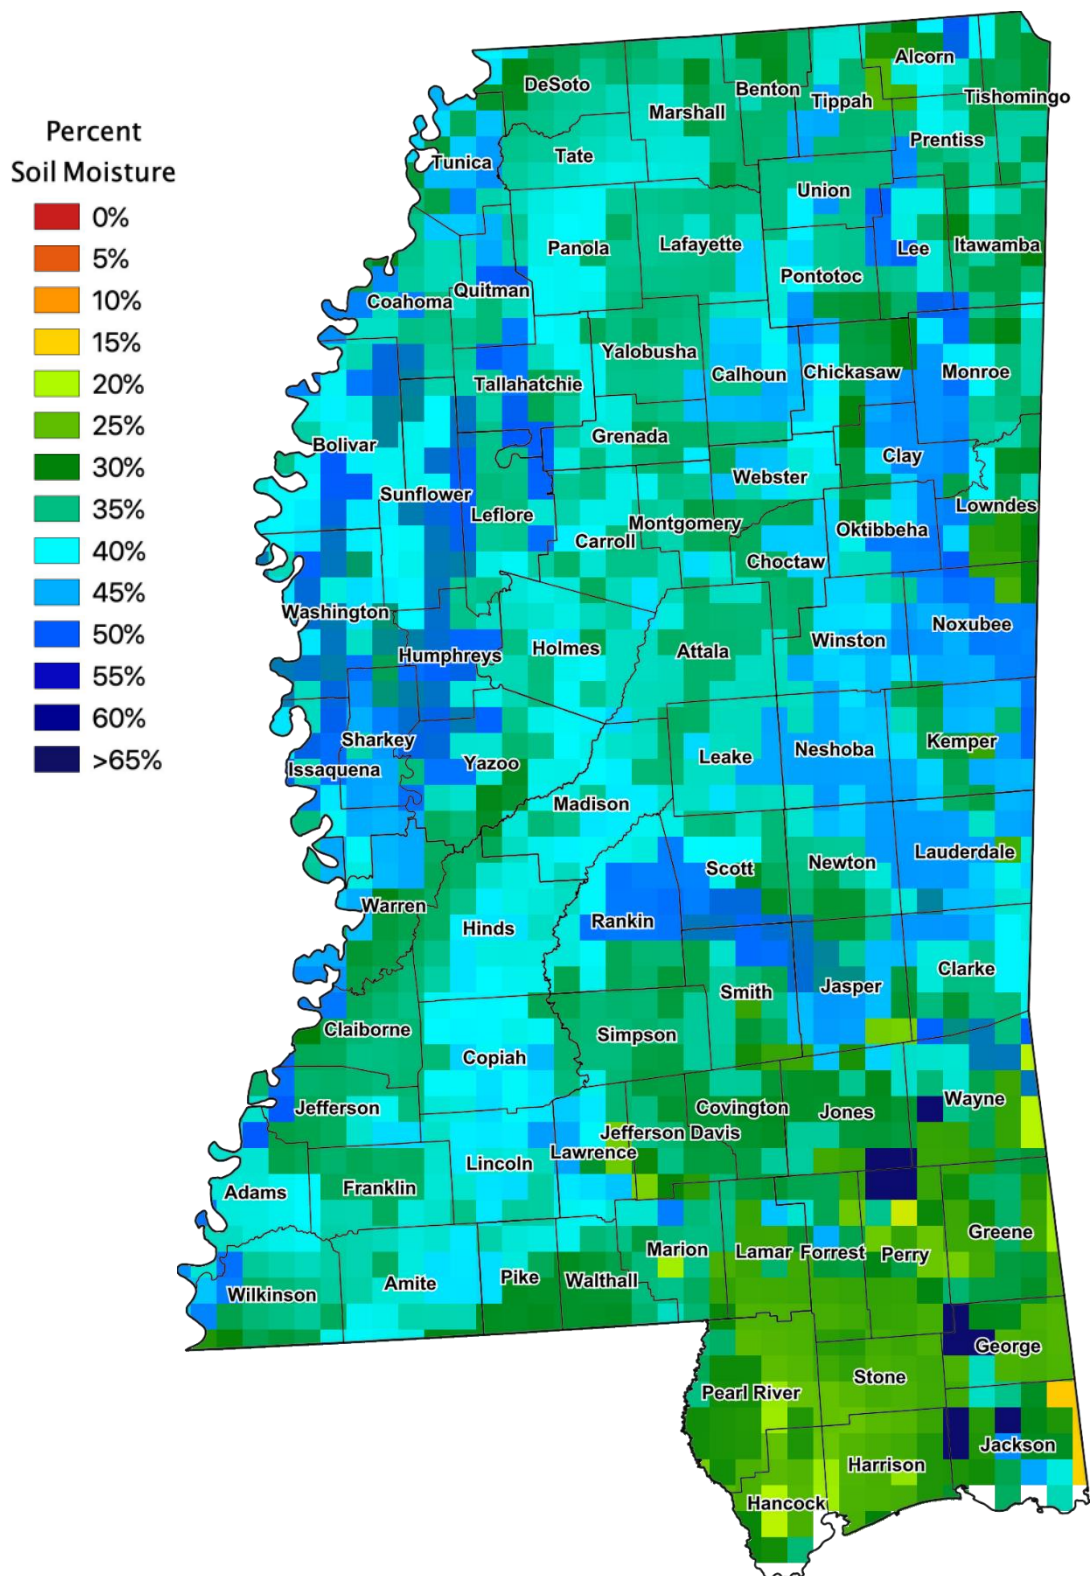 Percent
Soil Moisture
0%
5%
10%
15%
20%
25%
30%
35%
40%
45%
50%
55%
60%
>65%
Alcorn
DeSoto
Benton
Tippah
Tishomingo
Marshall
Prentiss
Tunica
Tate
Union
Panola
Lafayette
Lee
Itawamba
Pontotoc
Quitman
Coahoma
Yalobusha
Calhoun
Chickasaw
Monroe
Tallahatchie
Bolivar
Grenada
Clay
Webster
Sunflower
Leflore
Montgomery
Lowndes
Carroll
Oktibbeha
Choctaw
Washington
Noxubee
Winston
Holmes
Attala
Humphreys
Sharkey
Kemper
Neshoba
Leake
Yazoo
Issaquena
Madison
Lauderdale
Newton
Scott
Warren
Rankin
Hinds
Clarke
Jasper
Smith
Claiborne
Simpson
Copiah
Wayne
Jefferson
Covington
Jones
Jefferson Davis
Lawrence
Lincoln
Franklin
Adams
Greene
Marion
Lamar
Forrest
Perry
Pike
Walthall
Amite
Wilkinson
George
Stone
Pearl River
Jackson
Harrison
Hancock